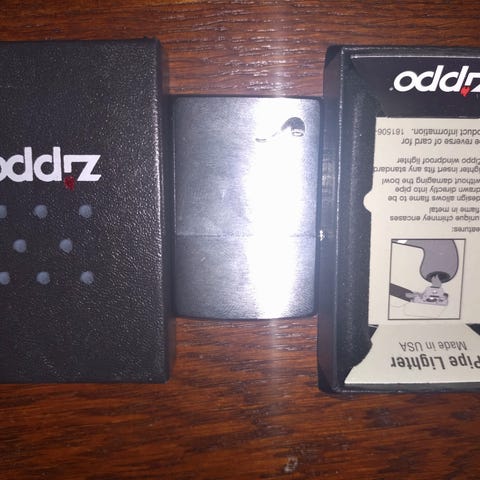 Pipe Lighter
Made in USA
eatures:
unique chimney encases
flame in metal
design allows flame to be
drawn directly into pipe
without damaging the bowl
lighter insert fits any standard
Zippo windproof lighter
e reverse of card for
oduct information. 181506
Zippo
Zippo